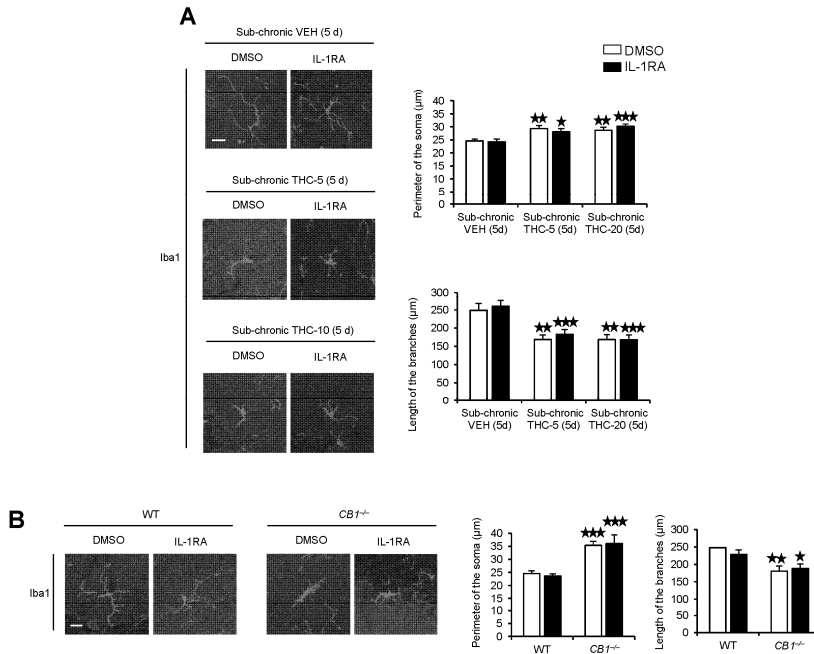 A
Sub-chronic VEH (5 d)
DMSO IL-1RA
Sub-chronic THC-5 (5 d)
DMSO IL-1RA
Iba1
Sub-chronic THC-10 (5 d)
DMSO IL-1RA
DMSO
IL-1RA
Perimeter of the soma (µm)
40
35
30
25
20
15
10
5
0
★★ ★ ★★ ★★★
Sub-chronic Sub-chronic Sub-chronic
VEH (5d) THC-5 (5d) THC-20 (5d)
Length of the branches (µm)
300
250
200
150
100
50
0
★★ ★★★ ★★ ★★★
Sub-chronic Sub-chronic Sub-chronic
VEH (5d) THC-5 (5d) THC-20 (5d)
B
WT CB1–/–
DMSO IL-1RA DMSO IL-1RA
Iba1
Perimeter of the soma (µm)
40
35
30
25
20
15
10
5
0
★★★ ★★★
WT CB1–/–
Length of the branches (µm)
300
250
200
150
100
50
0
★★ ★
WT CB1–/–